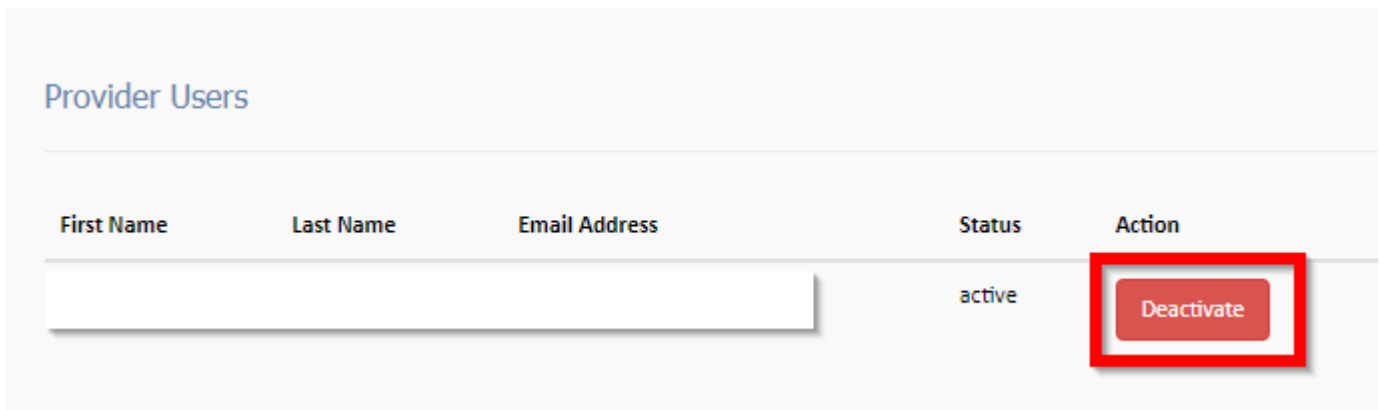 Provider Users
First Name Last Name Email Address Status Action
active Deactivate